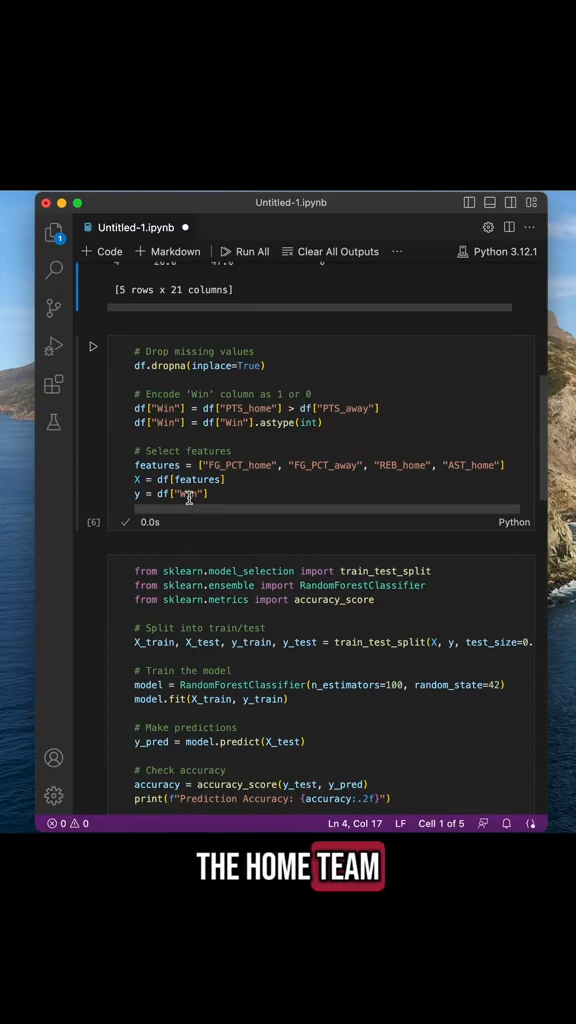 Untitled-1.ipynb
Untitled-1.ipynb
1
+ Code + Markdown Run All Clear All Outputs ··· Python 3.12.1
[5 rows x 21 columns]
# Drop missing values
df.dropna(inplace=True)
# Encode 'Win' column as 1 or 0
df["Win"] = df["PTS_home"] > df["PTS_away"]
df["Win"] = df["Win"].astype(int)
# Select features
features = ["FG_PCT_home", "FG_PCT_away", "REB_home", "AST_home"]
X = df[features]
y = df["Win"]
[6] 0.0s Python
from sklearn.model_selection import train_test_split
from sklearn.ensemble import RandomForestClassifier
from sklearn.metrics import accuracy_score
# Split into train/test
X_train, X_test, y_train, y_test = train_test_split(X, y, test_size=0.
# Train the model
model = RandomForestClassifier(n_estimators=100, random_state=42)
model.fit(X_train, y_train)
# Make predictions
y_pred = model.predict(X_test)
# Check accuracy
accuracy = accuracy_score(y_test, y_pred)
print(f"Prediction Accuracy: {accuracy:.2f}")
0 0 Ln 4, Col 17 LF Cell 1 of 5
THE HOME TEAM